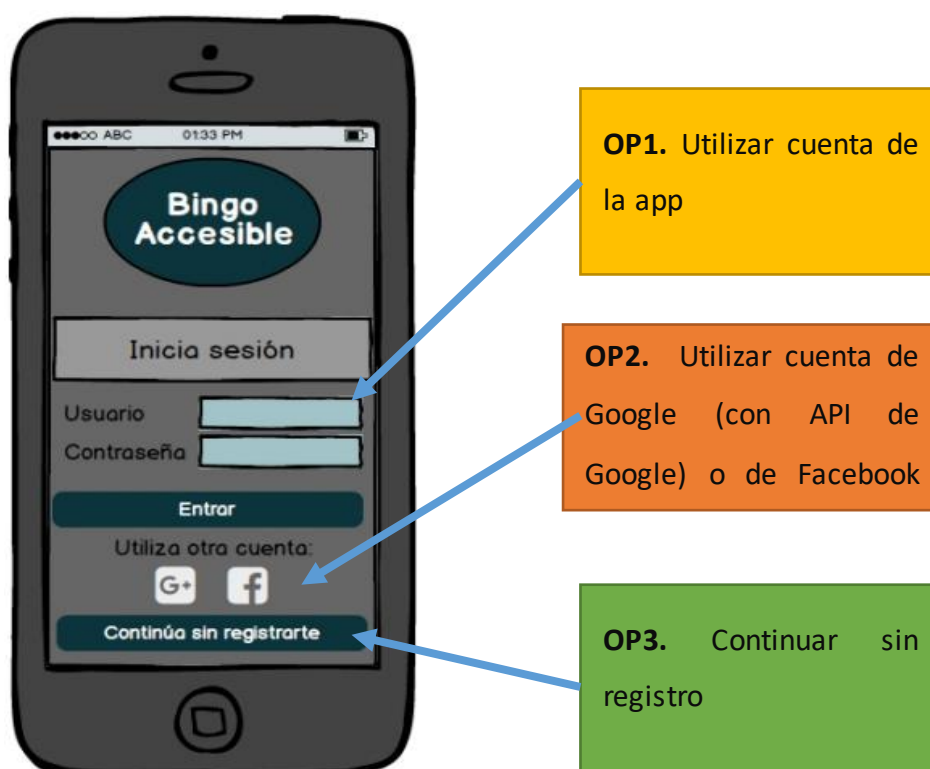 ABC 01:33 PM
Bingo
Accesible
Inicia sesión
Usuario
Contraseña
Entrar
Utiliza otra cuenta:
G+ f
Continúa sin registrarte
OP1. Utilizar cuenta de
la app
OP2. Utilizar cuenta de
Google (con API de
Google) o de Facebook
OP3. Continuar sin
registro